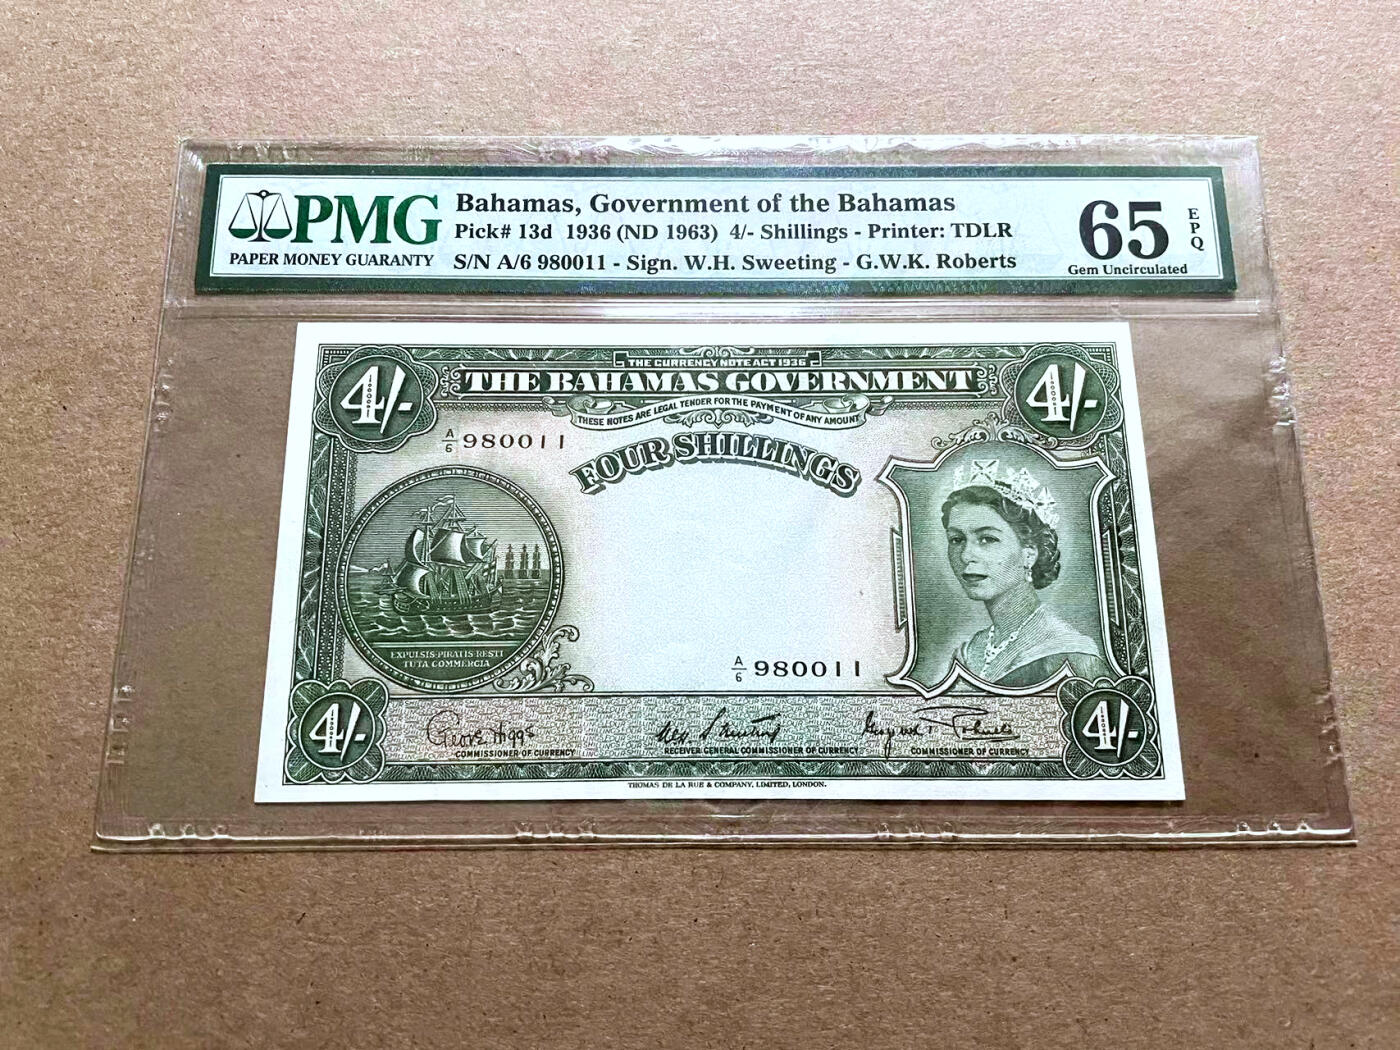 PMG
PAPER MONEY GUARANTY
Bahamas, Government of the Bahamas
Pick# 13d 1936 (ND 1963) 4/- Shillings - Printer: TDLR
S/N A/6 980011 - Sign. W.H. Sweeting - G.W.K. Roberts
65
EPQ
Gem Uncirculated
THE CURRENCY NOTE ACT 1936
4/- THE BAHAMAS GOVERNMENT 4/-
THESE NOTES ARE LEGAL TENDER FOR THE PAYMENT OF ANY AMOUNT
A/6 980011
FOUR SHILLINGS
EXPULSIS PIRATIS RESTI
TUTA COMMERCIA
A/6 980011
4/- 4/-
George Higgs
COMMISSIONER OF CURRENCY
RECEIVER GENERAL COMMISSIONER OF CURRENCY
COMMISSIONER OF CURRENCY
THOMAS DE LA RUE & COMPANY, LIMITED, LONDON.